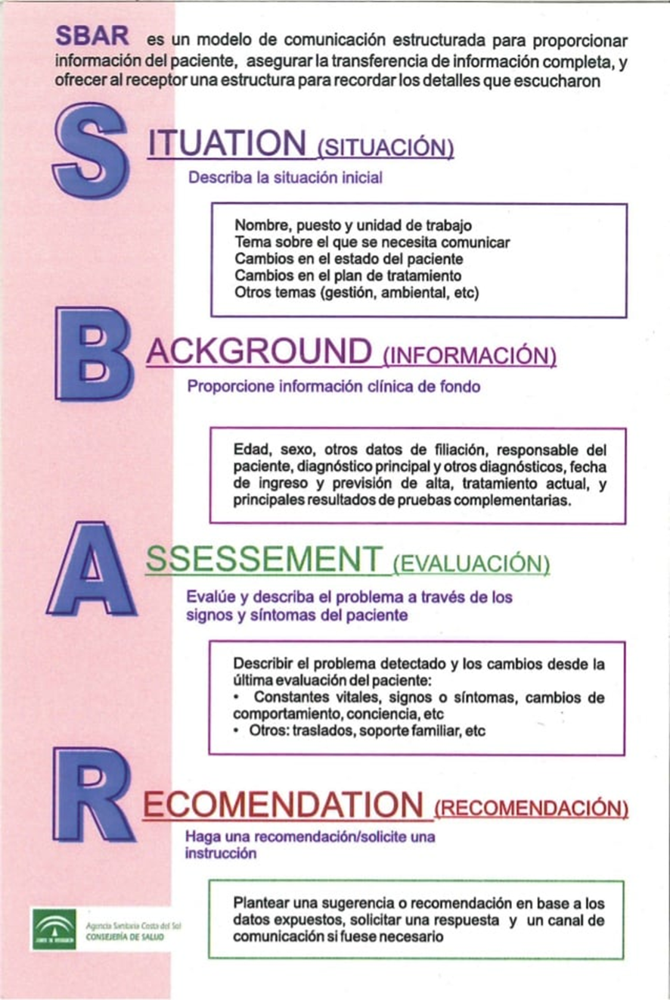 SBAR es un modelo de comunicación estructurada para proporcionar
información del paciente, asegurar la transferencia de información completa, y
ofrecer al receptor una estructura para recordar los detalles que escucharon
SITUATION (SITUACIÓN)
Describa la situación inicial
Nombre, puesto y unidad de trabajo
Tema sobre el que se necesita comunicar
Cambios en el estado del paciente
Cambios en el plan de tratamiento
Otros temas (gestión, ambiental, etc)
BACKGROUND (INFORMACIÓN)
Proporcione información clínica de fondo
Edad, sexo, otros datos de filiación, responsable del
paciente, diagnóstico principal y otros diagnósticos, fecha
de ingreso y previsión de alta, tratamiento actual, y
principales resultados de pruebas complementarias.
ASSESSEMENT (EVALUACIÓN)
Evalúe y describa el problema a través de los
signos y síntomas del paciente
Describir el problema detectado y los cambios desde la
última evaluación del paciente:
• Constantes vitales, signos o síntomas, cambios de
comportamiento, conciencia, etc
• Otros: traslados, soporte familiar, etc
RECOMENDATION (RECOMENDACIÓN)
Haga una recomendación/solicite una
instrucción
Plantear una sugerencia o recomendación en base a los
datos expuestos, solicitar una respuesta y un canal de
comunicación si fuese necesario
JUNTA DE ANDALUCIA
Agencia Sanitaria Costa del Sol
CONSEJERÍA DE SALUD